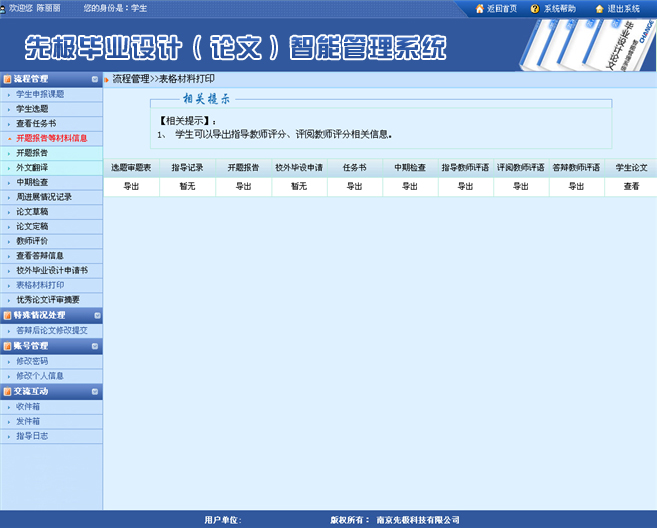 欢迎您 陈丽丽 您的身份是：学生 返回首页 系统帮助 退出系统
先极毕业设计（论文）智能管理系统
毕业设计论文
流程管理
学生申报课题
学生选题
查看任务书
开题报告等材料信息
开题报告
外文翻译
中期检查
周进展情况记录
论文草稿
论文定稿
教师评价
查看答辩信息
校外毕业设计申请书
表格材料打印
优秀论文评审摘要
特殊情况处理
答辩后论文修改提交
账号管理
修改密码
修改个人信息
交流互动
收件箱
发件箱
指导日志
流程管理>>表格材料打印
相关提示
【相关提示】：
1、 学生可以导出指导教师评分、评阅教师评分相关信息。
选题审题表 指导记录 开题报告 校外毕设申请 任务书 中期检查 指导教师评语 评阅教师评语 答辩教师评语 学生论文
导出 暂无 导出 暂无 导出 导出 导出 导出 导出 查看
用户单位： 版权所有： 南京先极科技有限公司